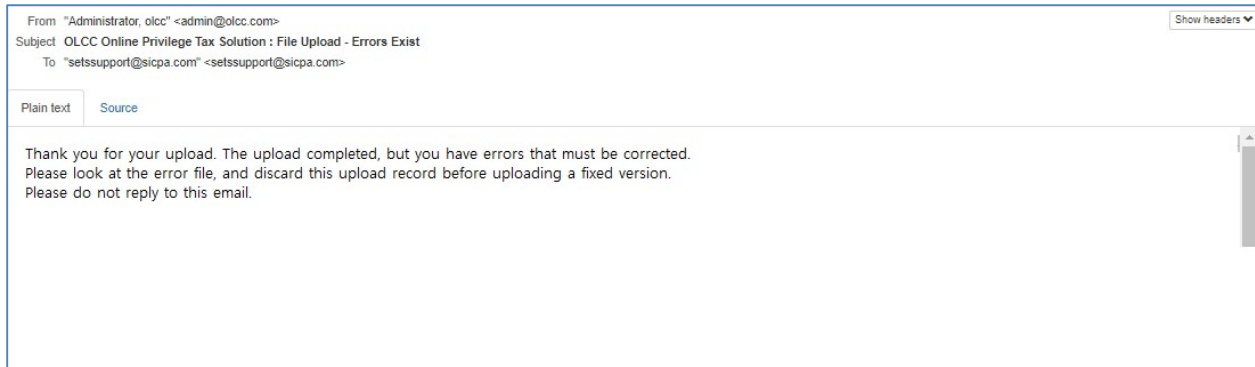 From "Administrator, olcc" <admin@olcc.com>
Show headers
Subject OLCC Online Privilege Tax Solution : File Upload - Errors Exist
To "setssupport@sicpa.com" <setssupport@sicpa.com>
Plain text Source
Thank you for your upload. The upload completed, but you have errors that must be corrected.
Please look at the error file, and discard this upload record before uploading a fixed version.
Please do not reply to this email.